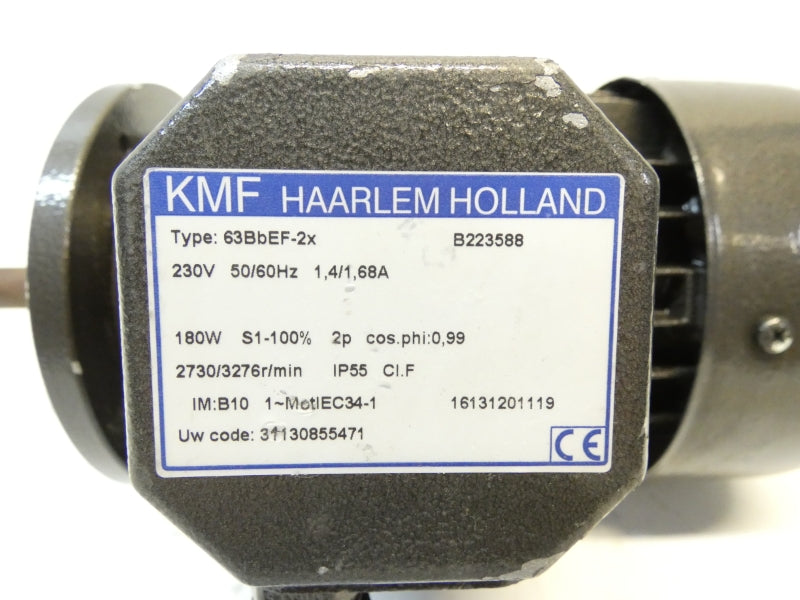 KMF HAARLEM HOLLAND
Type: 63BbEF-2x B223588
230V 50/60Hz 1,4/1,68A
180W S1-100% 2p cos.phi:0,99
2730/3276r/min IP55 Cl.F
IM:B10 1~MotIEC34-1 16131201119
Uw code: 31130855471
CE